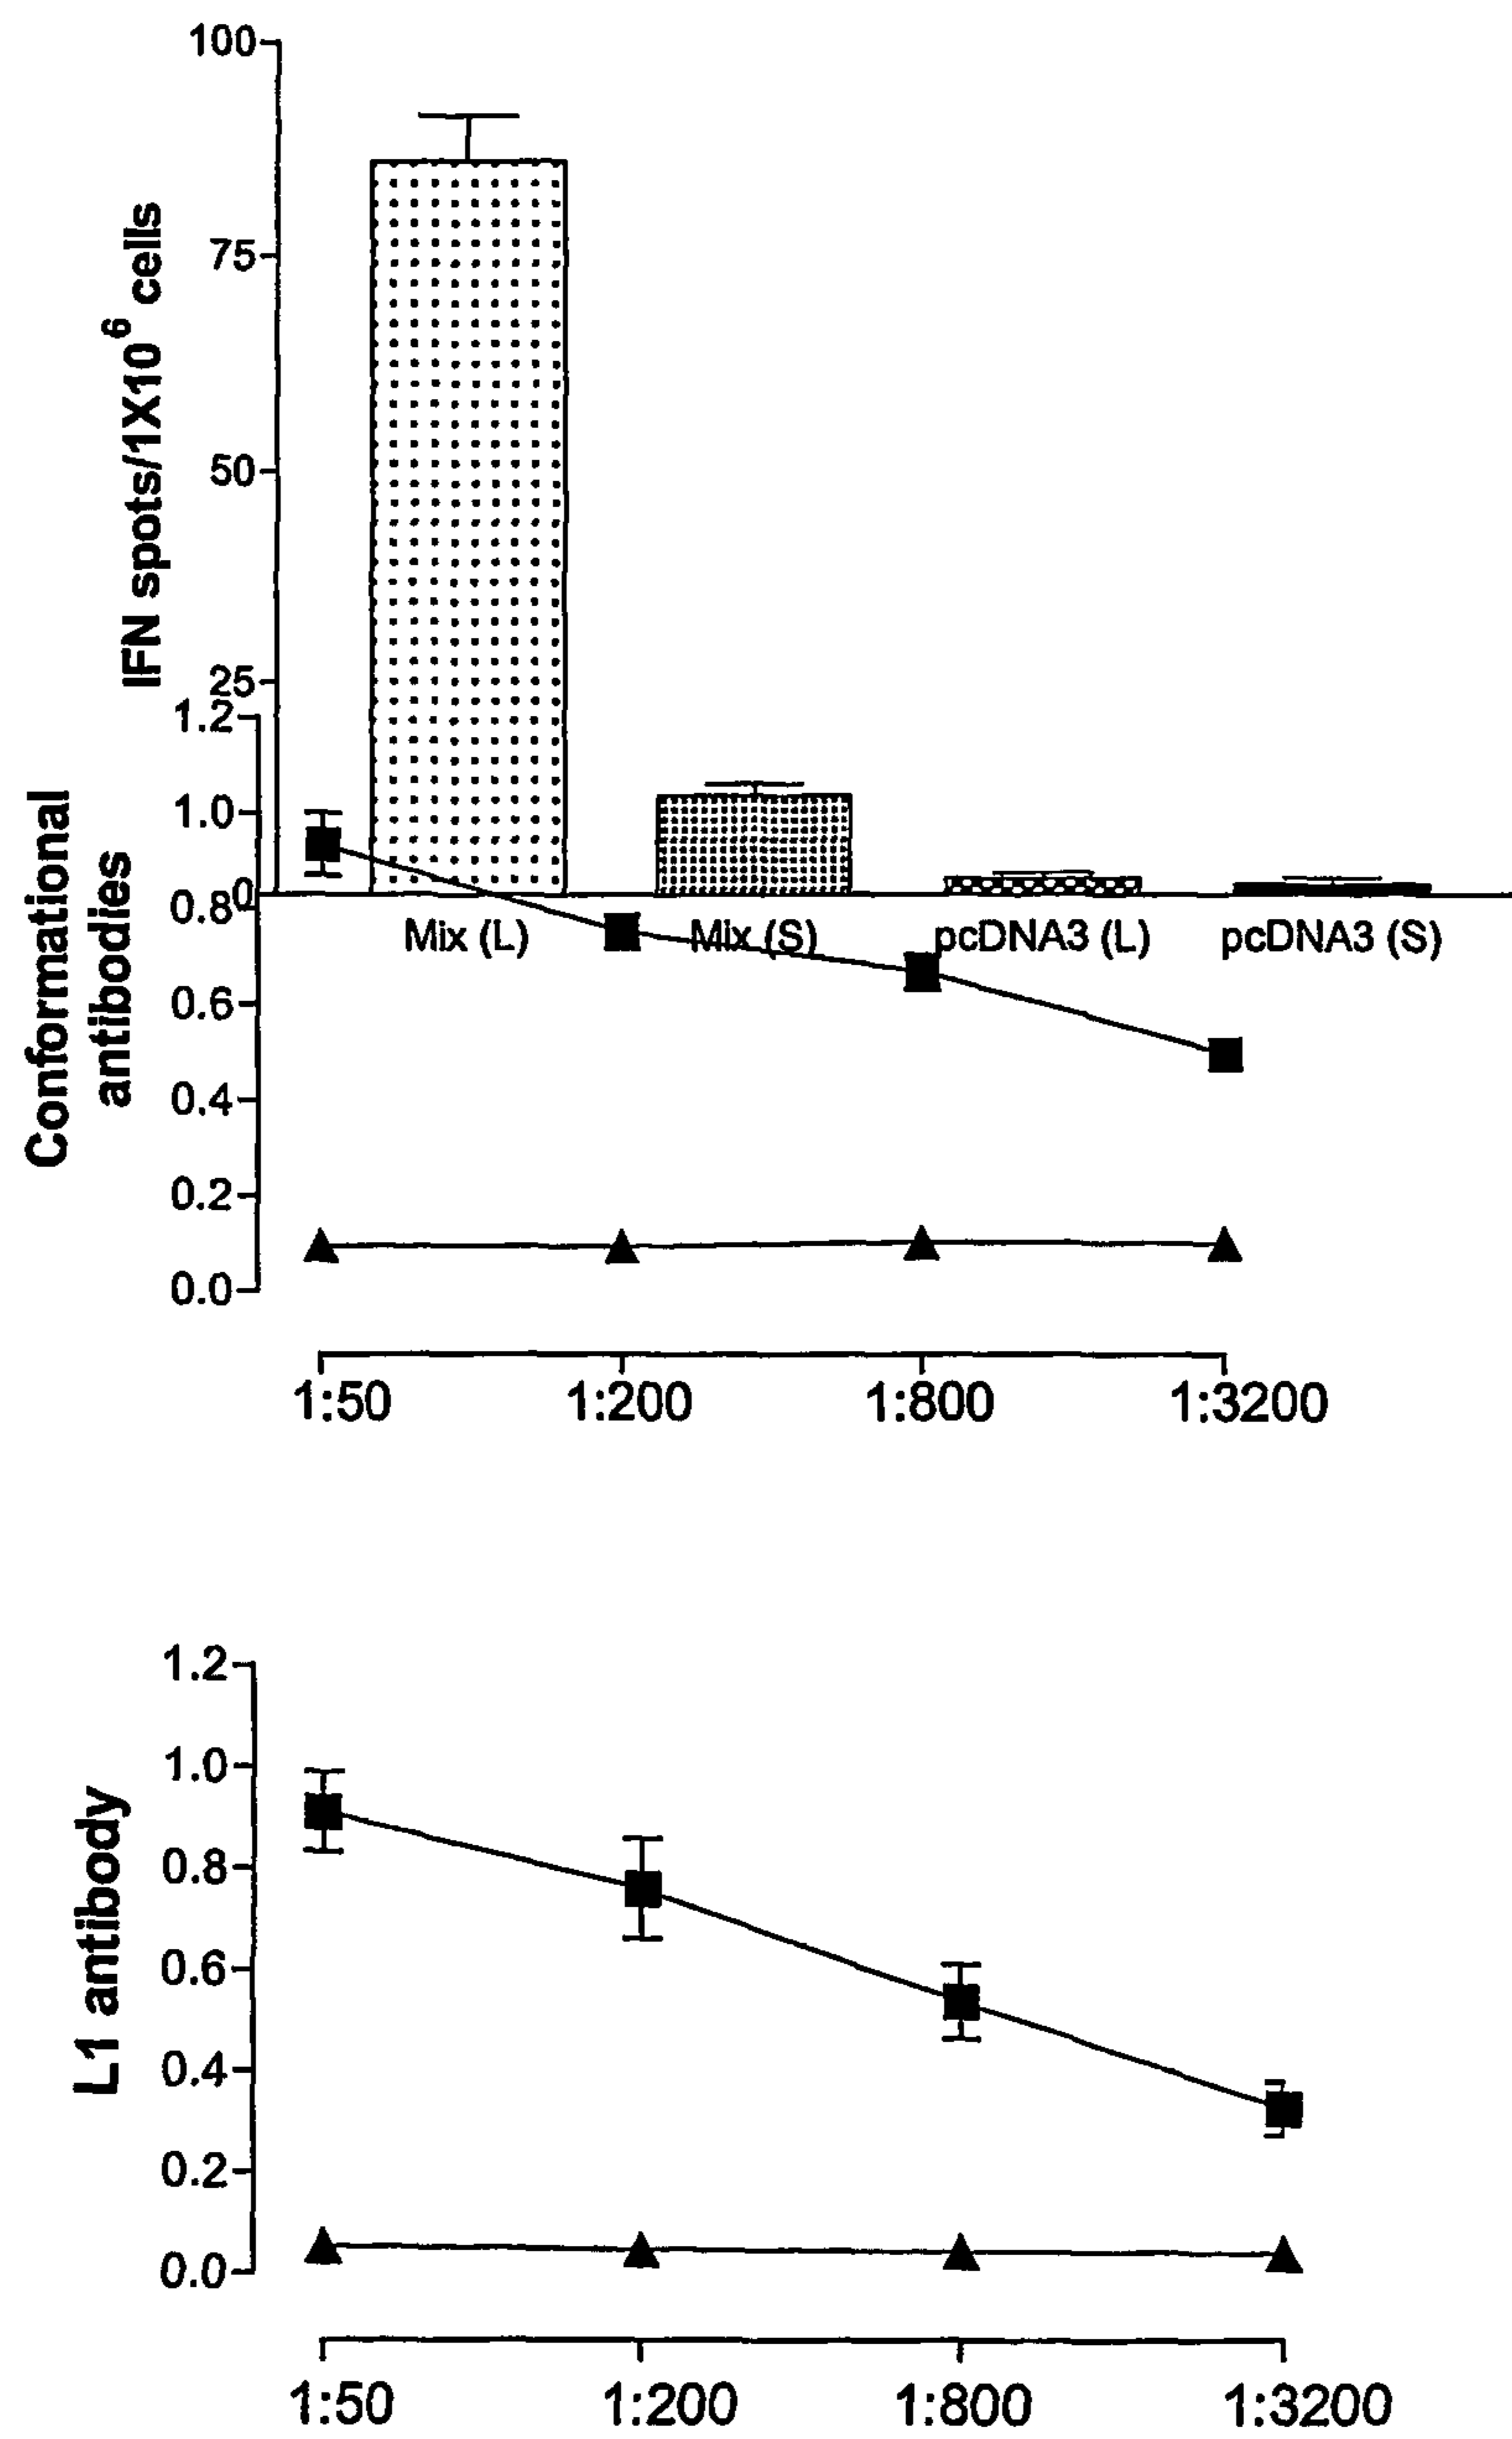 100
75
50
25
0
IFN spots/1X10⁶ cells
Mix (L) Mix (S) pcDNA3 (L) pcDNA3 (S)
1.2
1.0
0.8
0.6
0.4
0.2
0.0
Conformational
antibodies
1:50 1:200 1:800 1:3200
1.2
1.0
0.8
0.6
0.4
0.2
0.0
L1 antibody
1:50 1:200 1:800 1:3200